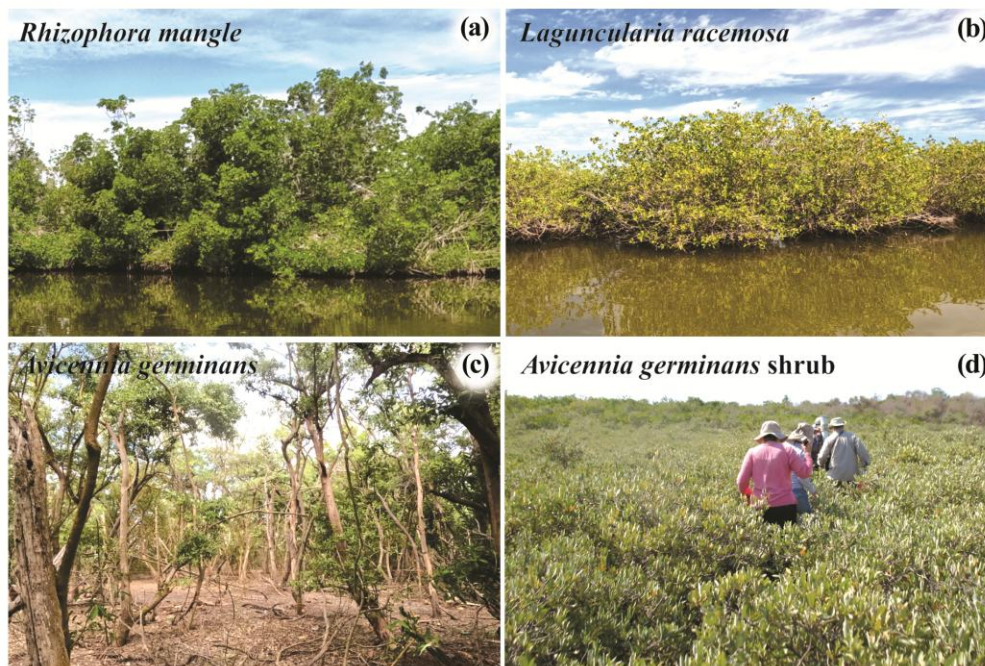 Rhizophora mangle (a)
Laguncularia racemosa (b)
Avicennia germinans (c)
Avicennia germinans shrub (d)